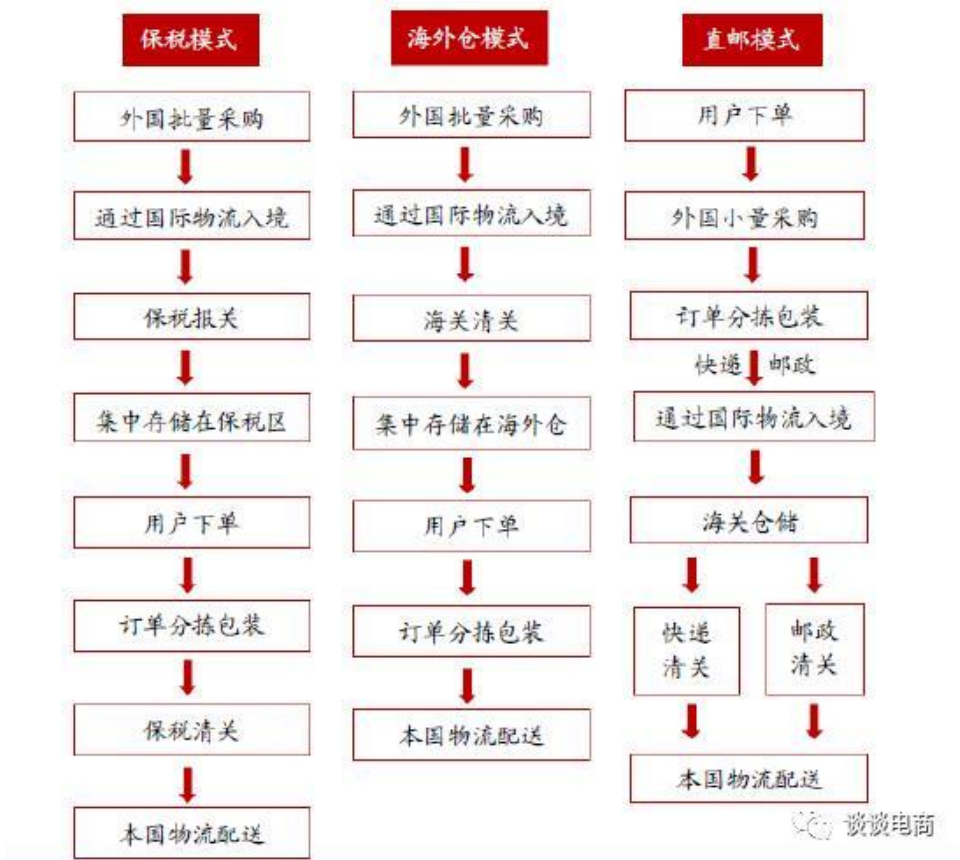 保税模式
外国批量采购
通过国际物流入境
保税报关
集中存储在保税区
用户下单
订单分拣包装
保税清关
本国物流配送
海外仓模式
外国批量采购
通过国际物流入境
海关清关
集中存储在海外仓
用户下单
订单分拣包装
本国物流配送
直邮模式
用户下单
外国小量采购
订单分拣包装
快递 邮政
通过国际物流入境
海关仓储
快递
清关
邮政
清关
本国物流配送
谈谈电商